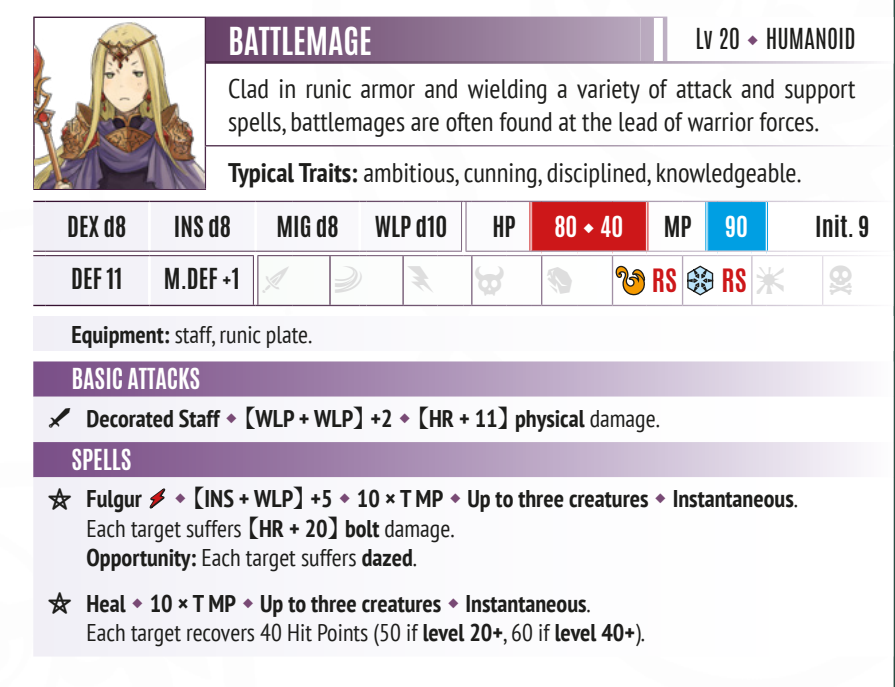 BATTLEMAGE
Lv 20 ◆ HUMANOID
Clad in runic armor and wielding a variety of attack and support
spells, battlemages are often found at the lead of warrior forces.
Typical Traits: ambitious, cunning, disciplined, knowledgeable.
DEX d8 INS d8 MIG d8 WLP d10 HP 80 ◆ 40 MP 90 Init. 9
DEF 11 M.DEF +1 RS RS
Equipment: staff, runic plate.
BASIC ATTACKS
Decorated Staff ◆ 【WLP + WLP】 +2 ◆ 【HR + 11】 physical damage.
SPELLS
Fulgur ◆ 【INS + WLP】 +5 ◆ 10 × T MP ◆ Up to three creatures ◆ Instantaneous.
Each target suffers 【HR + 20】 bolt damage.
Opportunity: Each target suffers dazed.
Heal ◆ 10 × T MP ◆ Up to three creatures ◆ Instantaneous.
Each target recovers 40 Hit Points (50 if level 20+, 60 if level 40+).